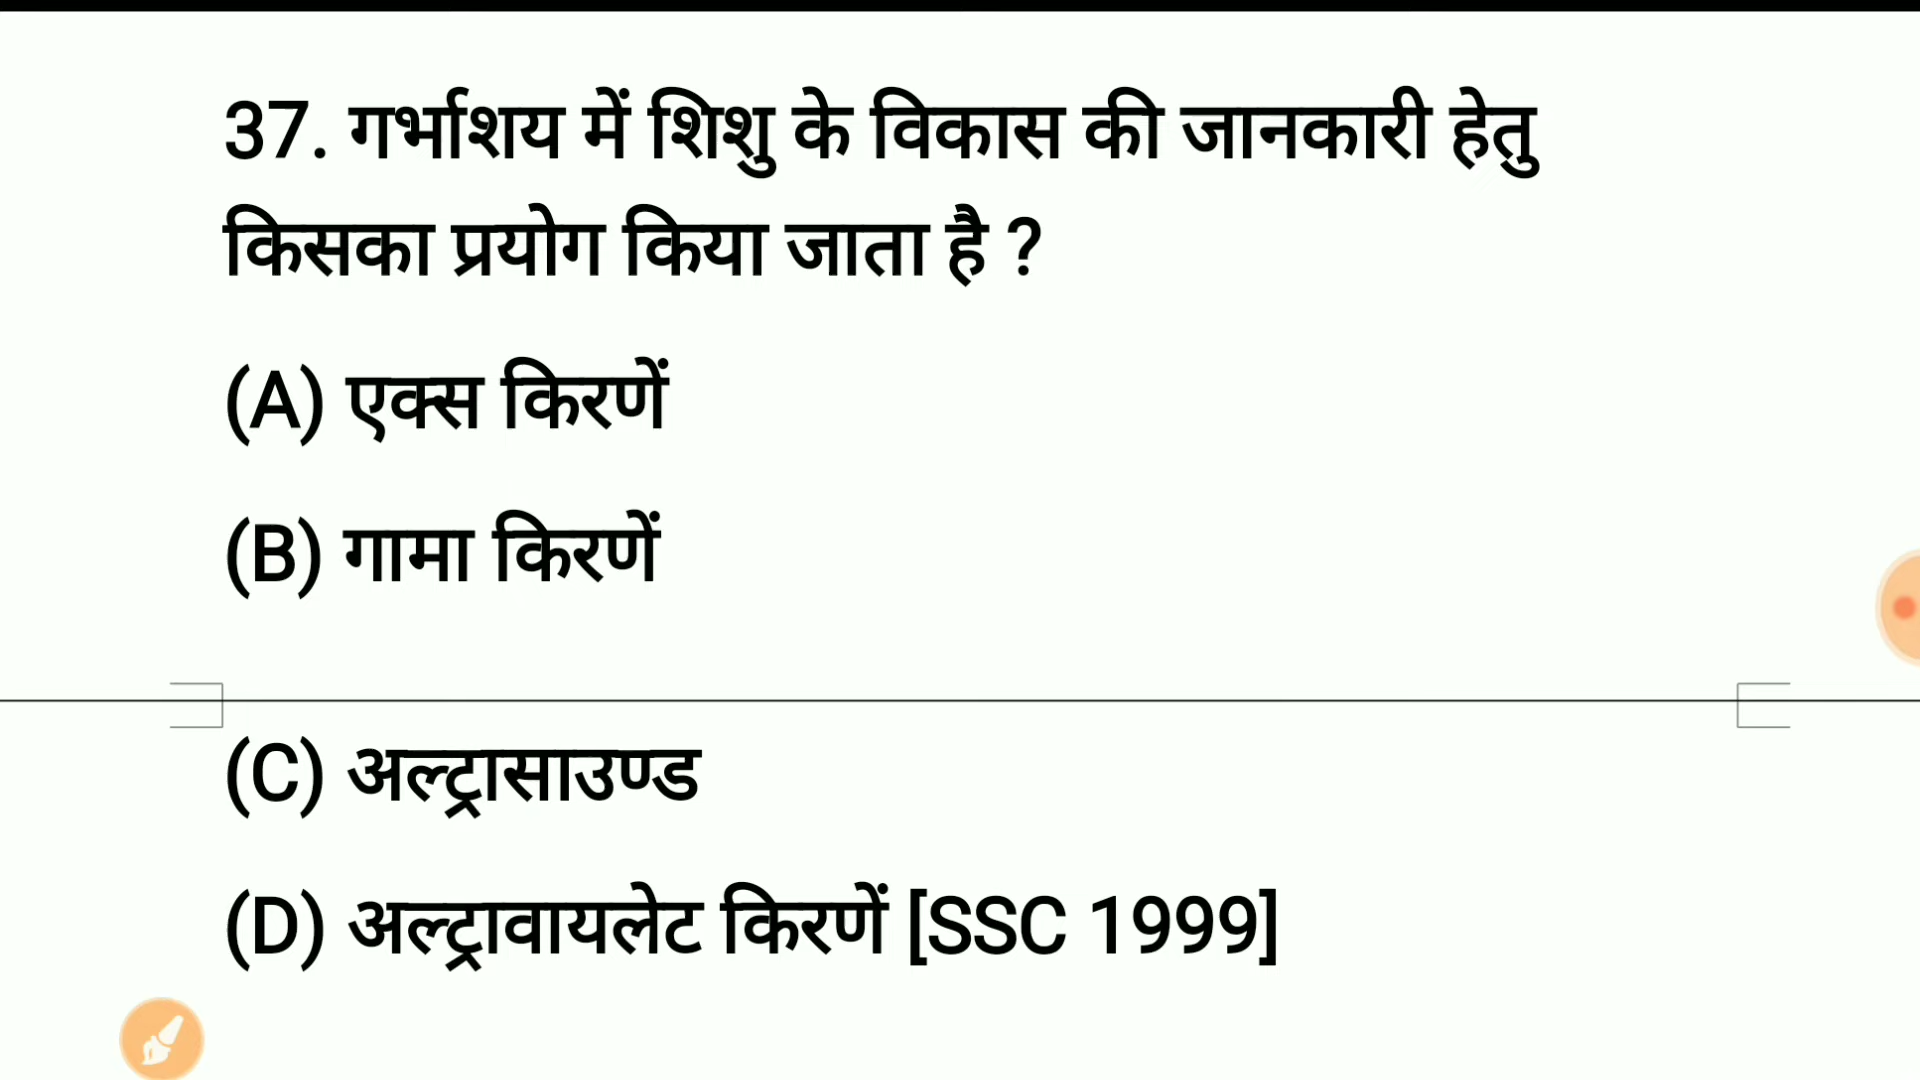 37. गर्भाशय में शिशु के विकास की जानकारी हेतु
किसका प्रयोग किया जाता है ?
(A) एक्स किरणें
(B) गामा किरणें
(C) अल्ट्रासाउण्ड
(D) अल्ट्रावायलेट किरणें [SSC 1999]